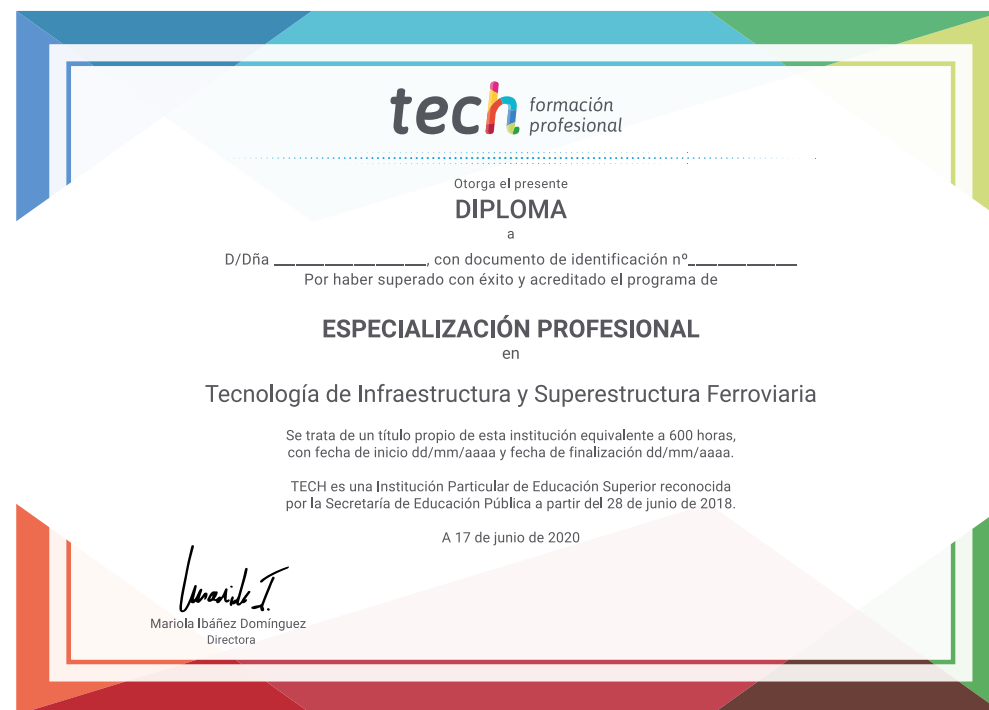 tech formación
profesional
Otorga el presente
DIPLOMA
a
D/Dña ______________, con documento de identificación nº__________
Por haber superado con éxito y acreditado el programa de
ESPECIALIZACIÓN PROFESIONAL
en
Tecnología de Infraestructura y Superestructura Ferroviaria
Se trata de un título propio de esta institución equivalente a 600 horas,
con fecha de inicio dd/mm/aaaa y fecha de finalización dd/mm/aaaa.
TECH es una Institución Particular de Educación Superior reconocida
por la Secretaría de Educación Pública a partir del 28 de junio de 2018.
A 17 de junio de 2020
Mariola Ibáñez Domínguez
Directora